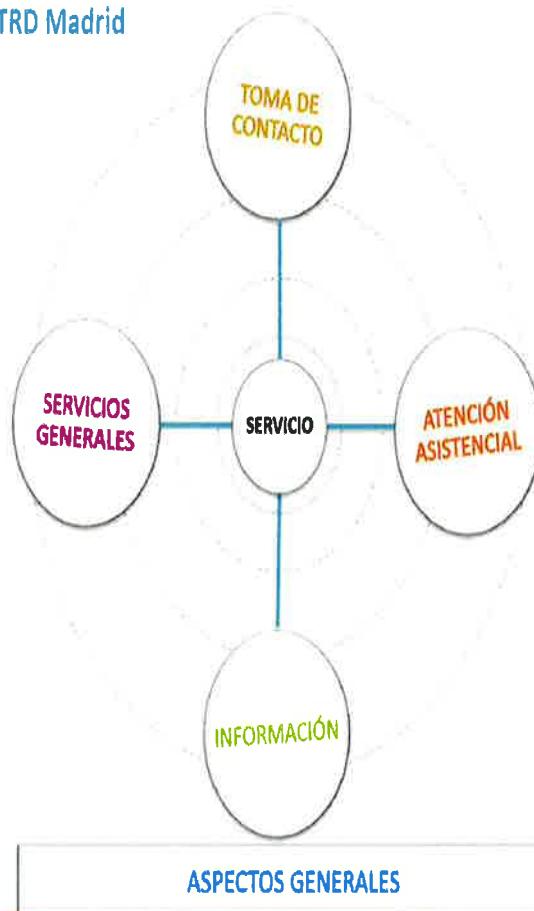 TRD Madrid
TOMA DE
CONTACTO
SERVICIOS
GENERALES
SERVICIO
ATENCIÓN
ASISTENCIAL
INFORMACIÓN
ASPECTOS GENERALES